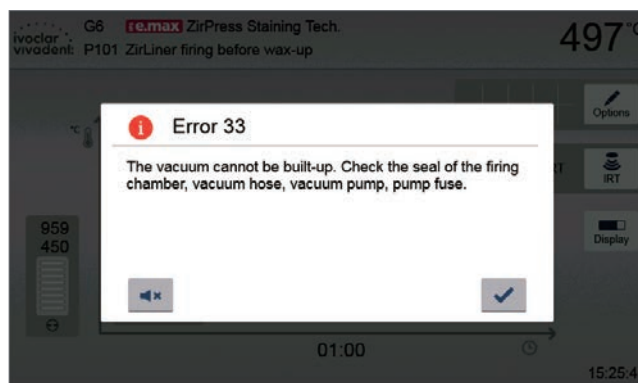 ivoclar
vivadent:
G6 e.max ZirPress Staining Tech.
P101 ZirLiner firing before wax-up
497 °C
Options
°C
Error 33
The vacuum cannot be built-up. Check the seal of the firing
chamber, vacuum hose, vacuum pump, pump fuse.
IRT
959
450
Display
01:00
15:25:4